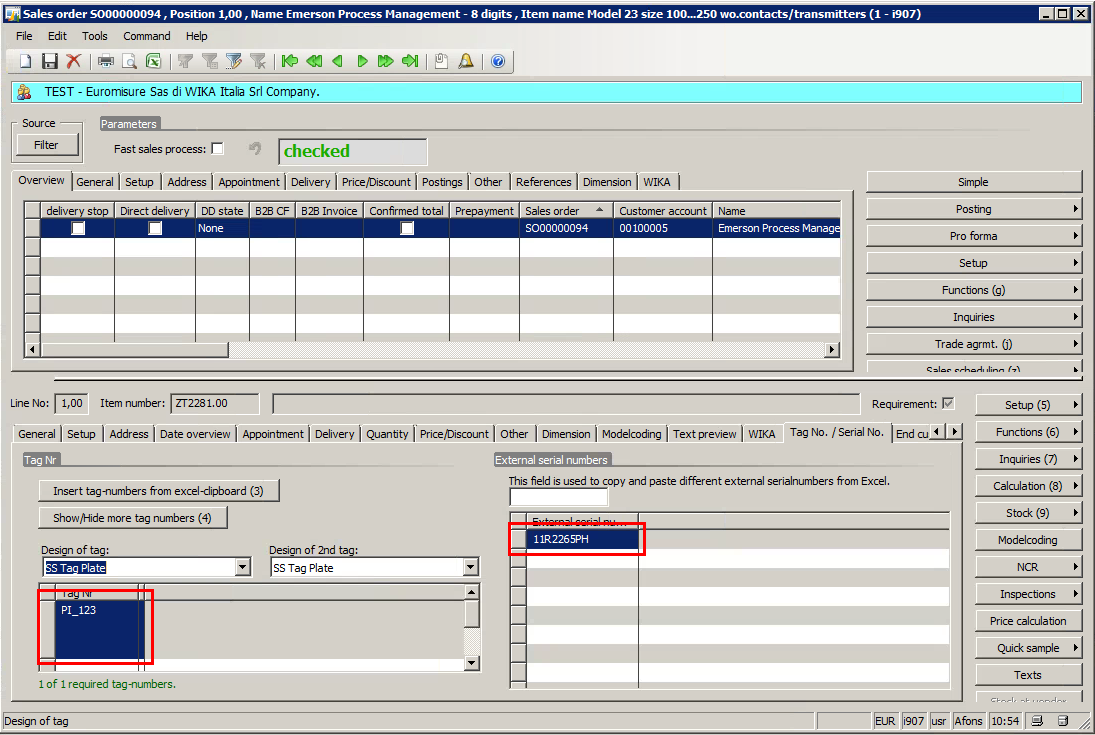 Sales order SO00000094 , Position 1,00 , Name Emerson Process Management - 8 digits , Item name Model 23 size 100...250 wo.contacts/transmitters (1 - i907)
File Edit Tools Command Help
TEST - Euromisure Sas di WIKA Italia Srl Company.
Source
Filter
Parameters
Fast sales process:
checked
Overview General Setup Address Appointment Delivery Price/Discount Postings Other References Dimension WIKA
delivery stop Direct delivery DD state B2B CF B2B Invoice Confirmed total Prepayment Sales order Customer account Name
None SO00000094 00100005 Emerson Process Manage
Simple
Posting
Pro forma
Setup
Functions (g)
Inquiries
Trade agrmt. (j)
Sales scheduling (z)
Line No: 1,00 Item number: ZT2281.00 Requirement:
General Setup Address Date overview Appointment Delivery Quantity Price/Discount Other Dimension Modelcoding Text preview WIKA Tag No. / Serial No. End cu
Tag Nr
Insert tag-numbers from excel-clipboard (3)
Show/Hide more tag numbers (4)
Design of tag: Design of 2nd tag:
SS Tag Plate SS Tag Plate
Tag Nr
PI_123
1 of 1 required tag-numbers.
External serial numbers
This field is used to copy and paste different external serialnumbers from Excel.
External serial nu...
11R2265PH
Setup (5)
Functions (6)
Inquiries (7)
Calculation (8)
Stock (9)
Modelcoding
NCR
Inspections
Price calculation
Quick sample
Texts
Design of tag EUR i907 usr Afons 10:54